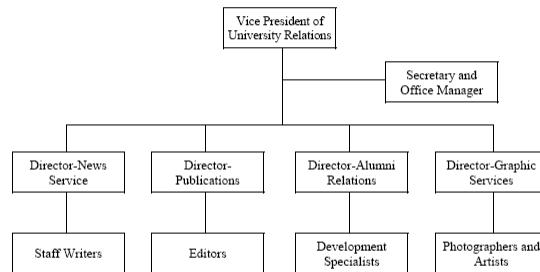 Vice President of
University Relations
Secretary and
Office Manager
Director-News
Service
Director-
Publications
Director-Alumni
Relations
Director-Graphic
Services
Staff Writers
Editors
Development
Specialists
Photographers and
Artists